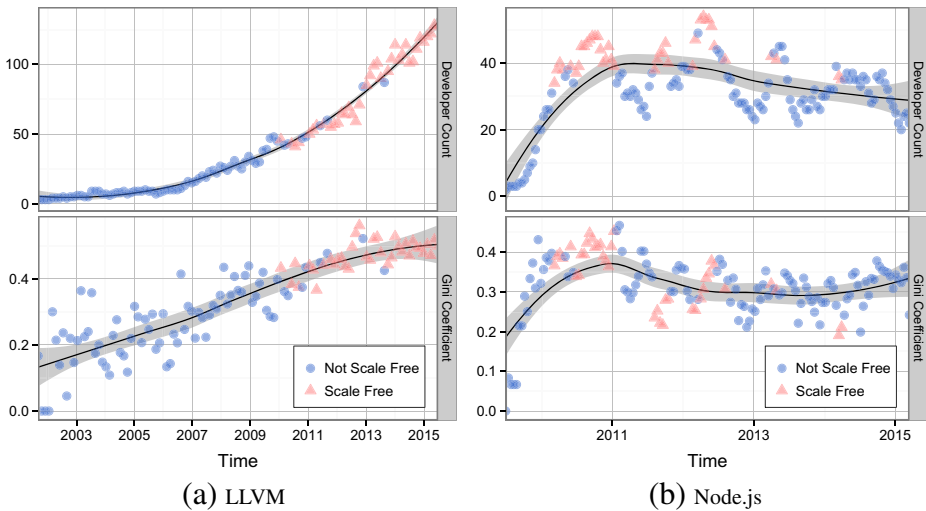 100
50
0
Developer Count
0.4
0.2
0.0
Gini Coefficient
Not Scale Free
Scale Free
2003 2005 2007 2009 2011 2013 2015
Time
(a) LLVM
40
20
0
Developer Count
0.4
0.3
0.2
0.1
0.0
Gini Coefficient
Not Scale Free
Scale Free
2011 2013 2015
Time
(b) Node.js